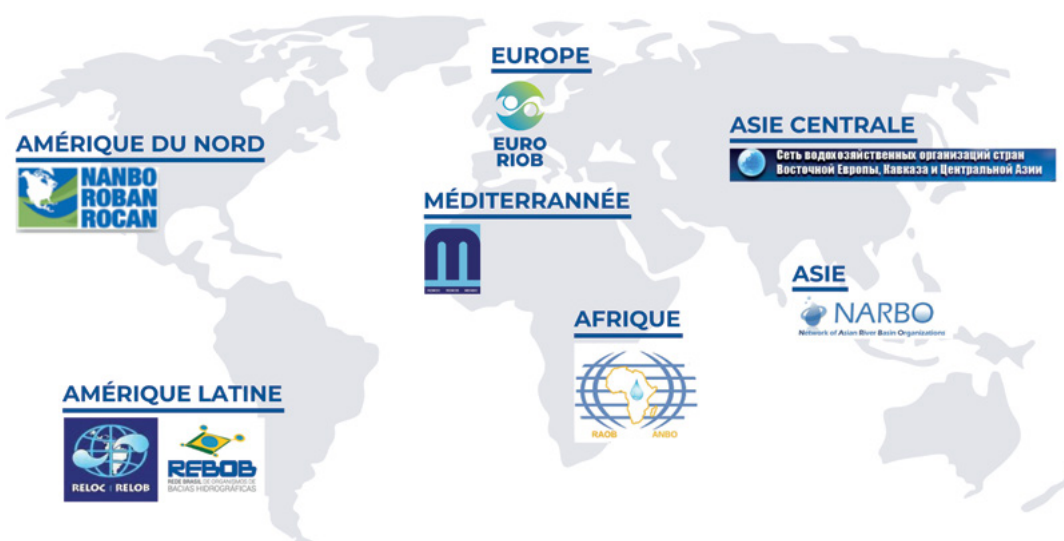 EUROPE
EURO
RIOB
AMÉRIQUE DU NORD
NANBO
ROBAN
ROCAN
ASIE CENTRALE
Сеть водохозяйственных организаций стран
Восточной Европы, Кавказа и Центральной Азии
MÉDITERRANNÉE
ASIE
NARBO
Network of Asian River Basin Organizations
AFRIQUE
RAOB ANBO
AMÉRIQUE LATINE
RELOC RELOB
REBOB
REDE BRASIL DE ORGANISMOS DE
BACIAS HIDROGRÁFICAS